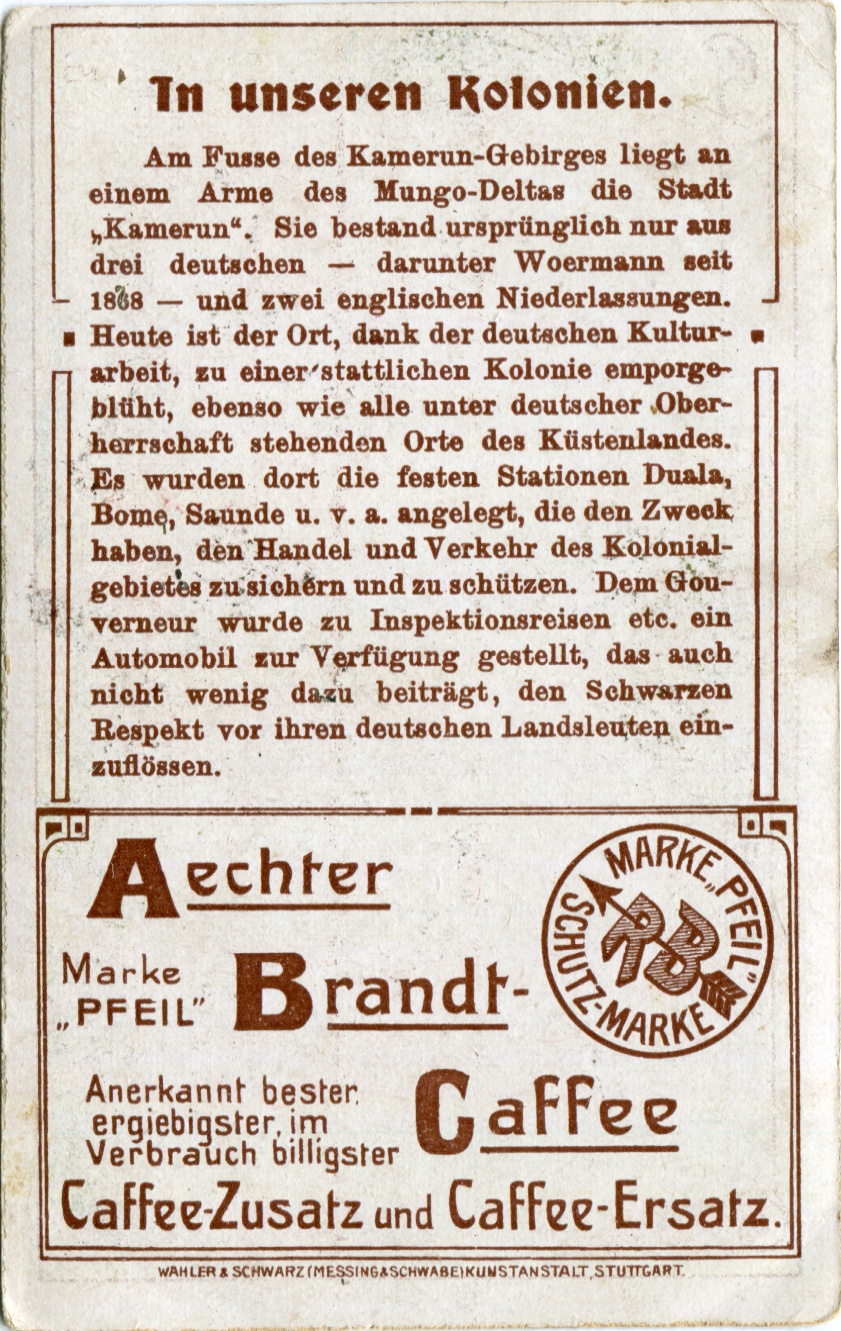 In unseren Kolonien.
Am Fusse des Kamerun-Gebirges liegt an
einem Arme des Mungo-Deltas die Stadt
„Kamerun“. Sie bestand ursprünglich nur aus
drei deutschen — darunter Woermann seit
1868 — und zwei englischen Niederlassungen.
Heute ist der Ort, dank der deutschen Kultur-
arbeit, zu einer stattlichen Kolonie emporge-
blüht, ebenso wie alle unter deutscher Ober-
herrschaft stehenden Orte des Küstenlandes.
Es wurden dort die festen Stationen Duala,
Bome, Saunde u. v. a. angelegt, die den Zweck
haben, den Handel und Verkehr des Kolonial-
gebietes zu sichern und zu schützen. Dem Gou-
verneur wurde zu Inspektionsreisen etc. ein
Automobil zur Verfügung gestellt, das auch
nicht wenig dazu beiträgt, den Schwarzen
Respekt vor ihren deutschen Landsleuten ein-
zuflössen.
Aechter
Marke
„PFEIL“
Brandt-
MARKE „PFEIL“
SCHUTZ-MARKE
RB
Anerkannt bester,
ergiebigster, im
Verbrauch billigster
Caffee
Caffee-Zusatz und Caffee-Ersatz.
WAHLER & SCHWARZ (MESSING & SCHWABE) KUNSTANSTALT, STUTTGART.